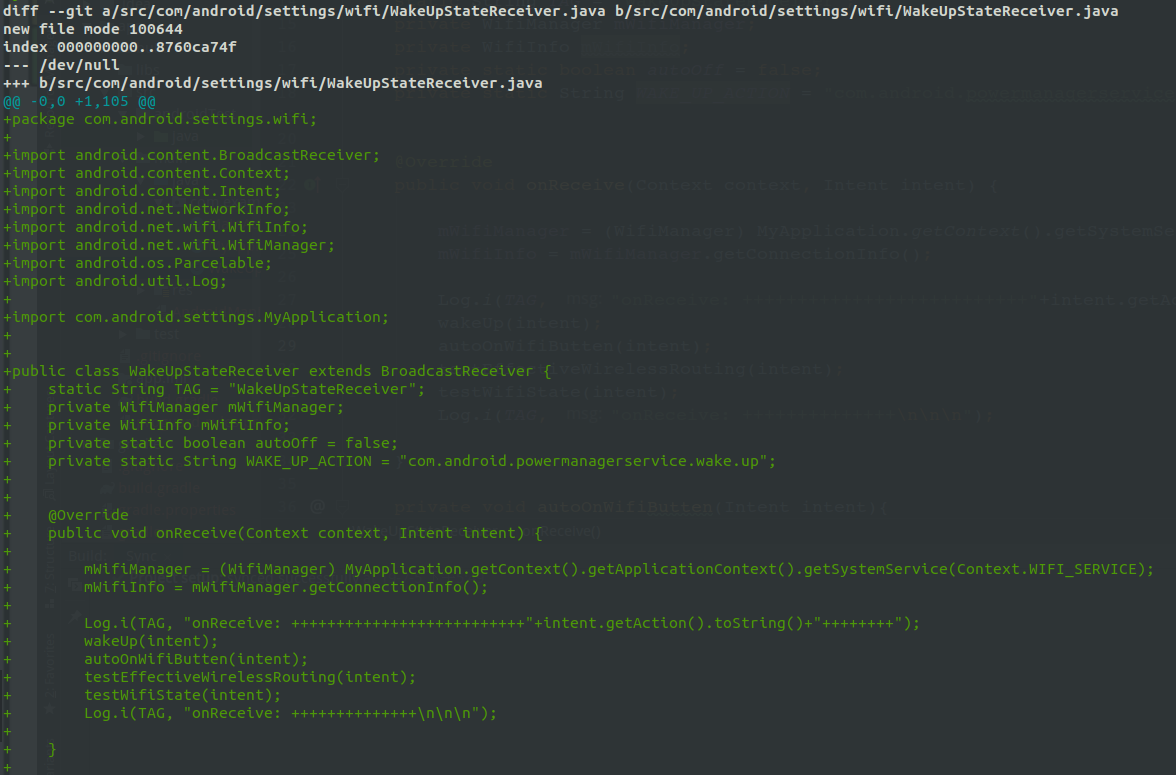 diff --git a/src/com/android/settings/wifi/WakeUpStateReceiver.java b/src/com/android/settings/wifi/WakeUpStateReceiver.java
new file mode 100644
index 000000000..8760ca74f
--- /dev/null
+++ b/src/com/android/settings/wifi/WakeUpStateReceiver.java
@@ -0,0 +1,105 @@
+package com.android.settings.wifi;
+
+import android.content.BroadcastReceiver;
+import android.content.Context;
+import android.content.Intent;
+import android.net.NetworkInfo;
+import android.net.wifi.WifiInfo;
+import android.net.wifi.WifiManager;
+import android.os.Parcelable;
+import android.util.Log;
+
+import com.android.settings.MyApplication;
+
+
+public class WakeUpStateReceiver extends BroadcastReceiver {
+    static String TAG = "WakeUpStateReceiver";
+    private WifiManager mWifiManager;
+    private WifiInfo mWifiInfo;
+    private static boolean autoOff = false;
+    private static String WAKE_UP_ACTION = "com.android.powermanagerservice.wake.up";
+
+
+    @Override
+    public void onReceive(Context context, Intent intent) {
+
+        mWifiManager = (WifiManager) MyApplication.getContext().getApplicationContext().getSystemService(Context.WIFI_SERVICE);
+        mWifiInfo = mWifiManager.getConnectionInfo();
+
+        Log.i(TAG, "onReceive: ++++++++++++++++++++++++++"+intent.getAction().toString()+"++++++++");
+        wakeUp(intent);
+        autoOnWifiButten(intent);
+        testEffectiveWirelessRouting(intent);
+        testWifiState(intent);
+        Log.i(TAG, "onReceive: ++++++++++++++\n\n\n");
+
+    }
+